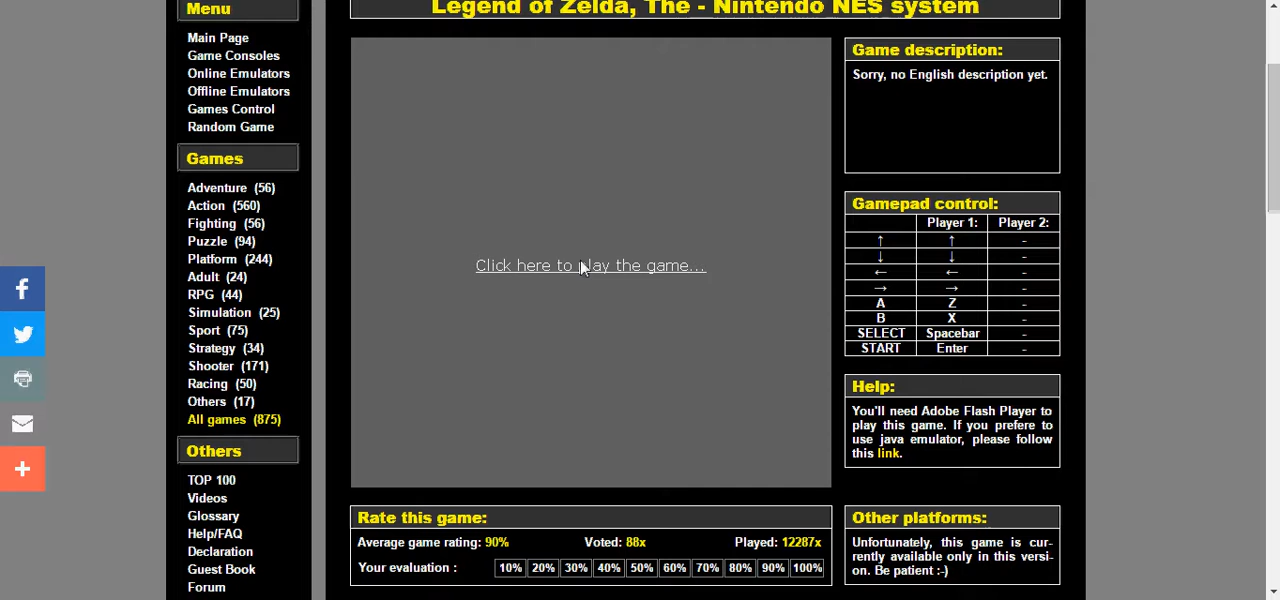 Menu
Main Page
Game Consoles
Online Emulators
Offline Emulators
Games Control
Random Game
Games
Adventure (56)
Action (560)
Fighting (56)
Puzzle (94)
Platform (244)
Adult (24)
RPG (44)
Simulation (25)
Sport (75)
Strategy (34)
Shooter (171)
Racing (50)
Others (17)
All games (875)
Others
TOP 100
Videos
Glossary
Help/FAQ
Declaration
Guest Book
Forum
Legend of Zelda, The - Nintendo NES system
Click here to play the game...
Rate this game:
Average game rating: 90% Voted: 88x Played: 12287x
Your evaluation : 10% 20% 30% 40% 50% 60% 70% 80% 90% 100%
Game description:
Sorry, no English description yet.
Gamepad control:
Player 1: Player 2:
↑ ↑ -
↓ ↓ -
← ← -
→ → -
A Z -
B X -
SELECT Spacebar -
START Enter -
Help:
You'll need Adobe Flash Player to
play this game. If you prefere to
use java emulator, please follow
this link.
Other platforms:
Unfortunately, this game is cur-
rently available only in this versi-
on. Be patient :-)